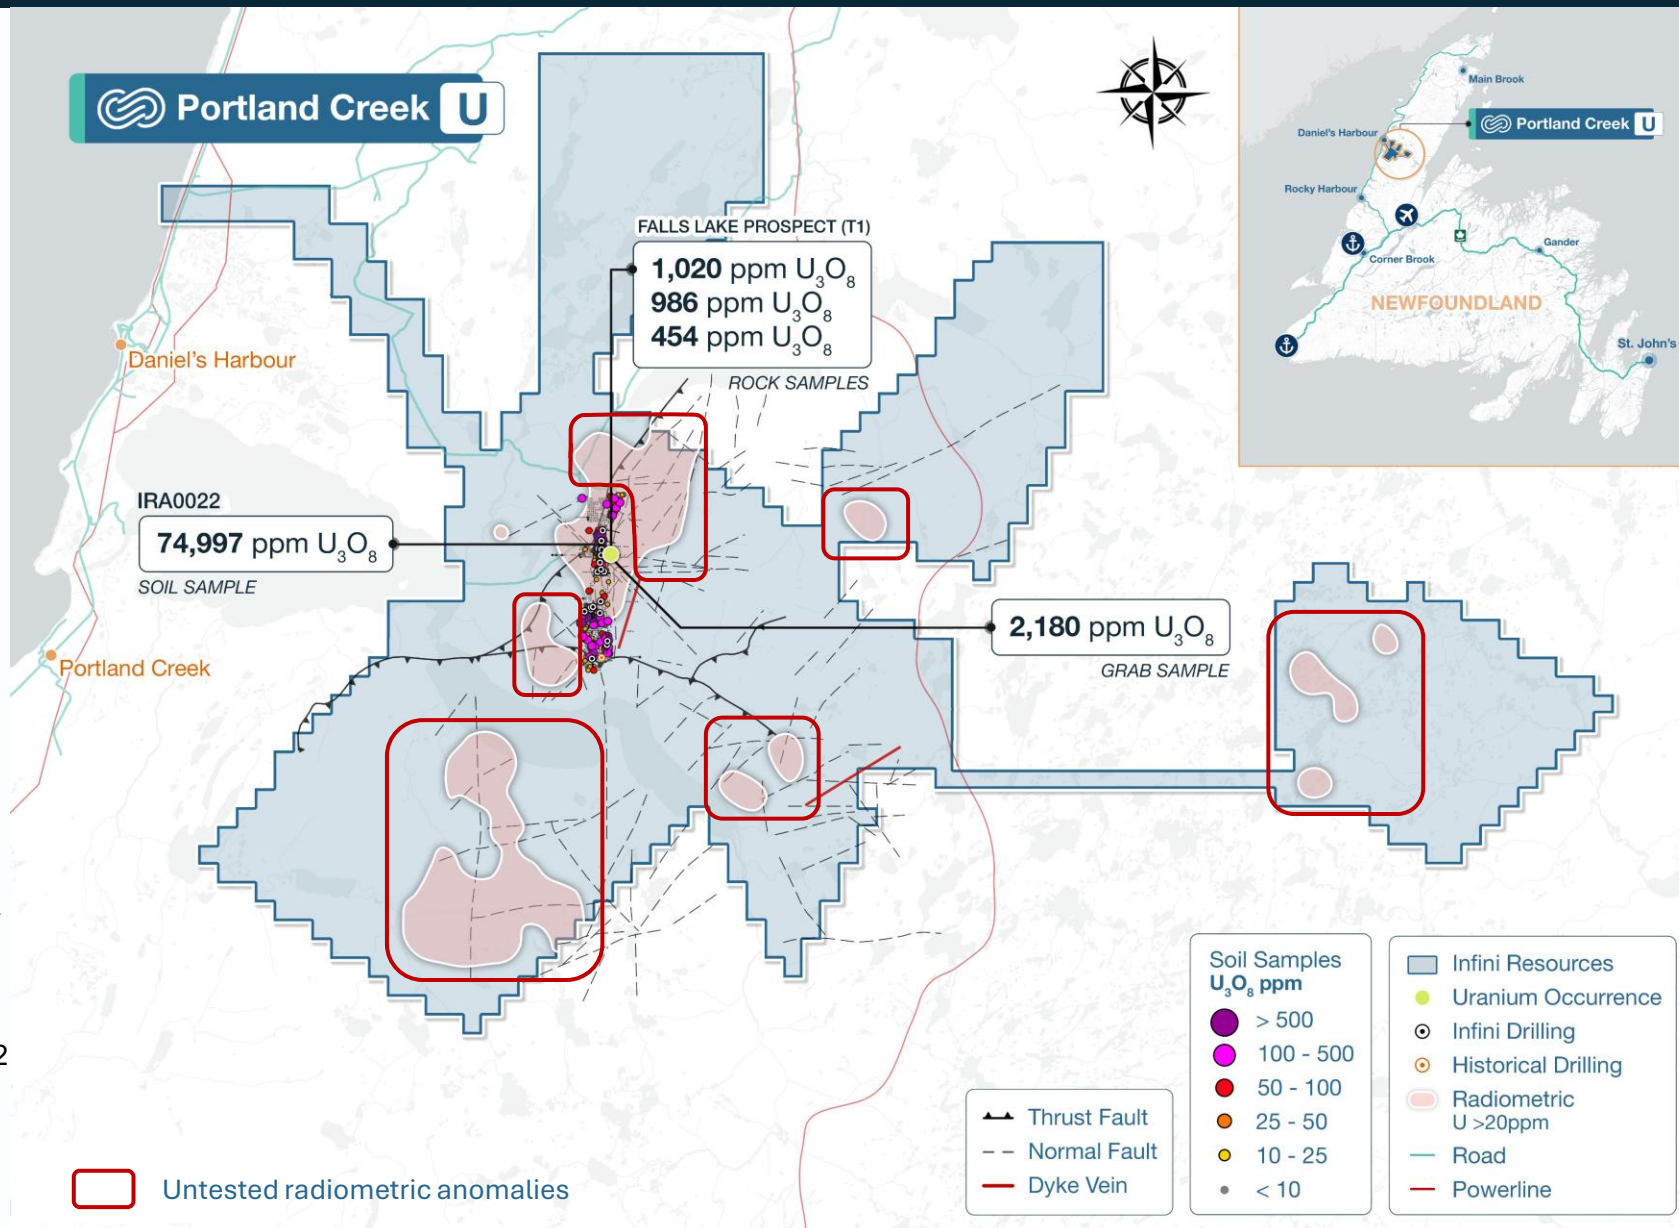 Portland Creek U
FALLS LAKE PROSPECT (T1)
1,020 ppm U₃O₈
986 ppm U₃O₈
454 ppm U₃O₈
ROCK SAMPLES
Daniel's Harbour
IRA0022
74,997 ppm U₃O₈
SOIL SAMPLE
Portland Creek
2,180 ppm U₃O₈
GRAB SAMPLE
Main Brook
Portland Creek U
Daniel's Harbour
Rocky Harbour
Corner Brook
Gander
NEWFOUNDLAND
St. John's
2
Untested radiometric anomalies
Thrust Fault
Normal Fault
Dyke Vein
Soil Samples
U₃O₈ ppm
> 500
100 - 500
50 - 100
25 - 50
10 - 25
< 10
Infini Resources
Uranium Occurrence
Infini Drilling
Historical Drilling
Radiometric
U >20ppm
Road
Powerline